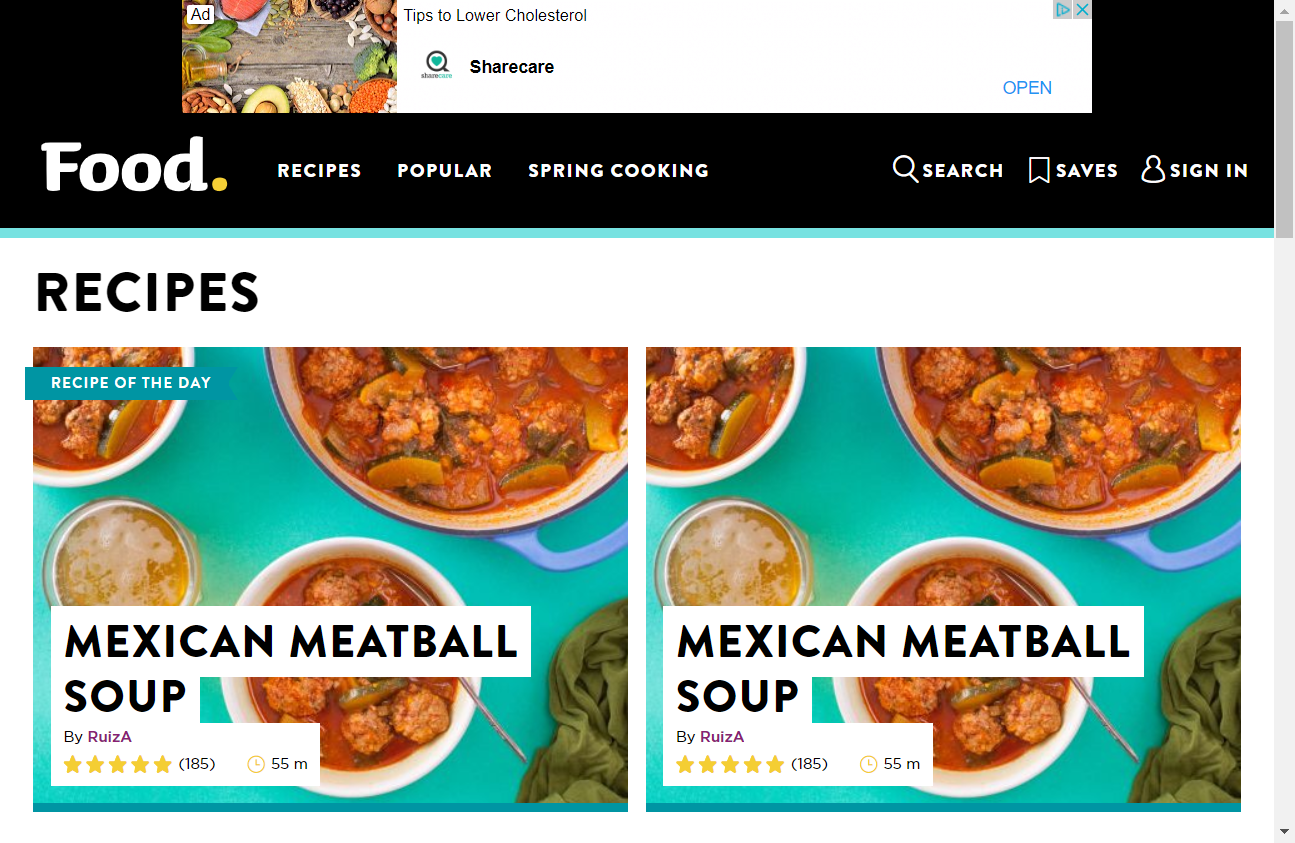 Ad
Tips to Lower Cholesterol
sharecare
Sharecare
OPEN
Food.
RECIPES
POPULAR
SPRING COOKING
SEARCH
SAVES
SIGN IN
RECIPES
RECIPE OF THE DAY
MEXICAN MEATBALL
SOUP
By RuizA
(185)
55 m
MEXICAN MEATBALL
SOUP
By RuizA
(185)
55 m